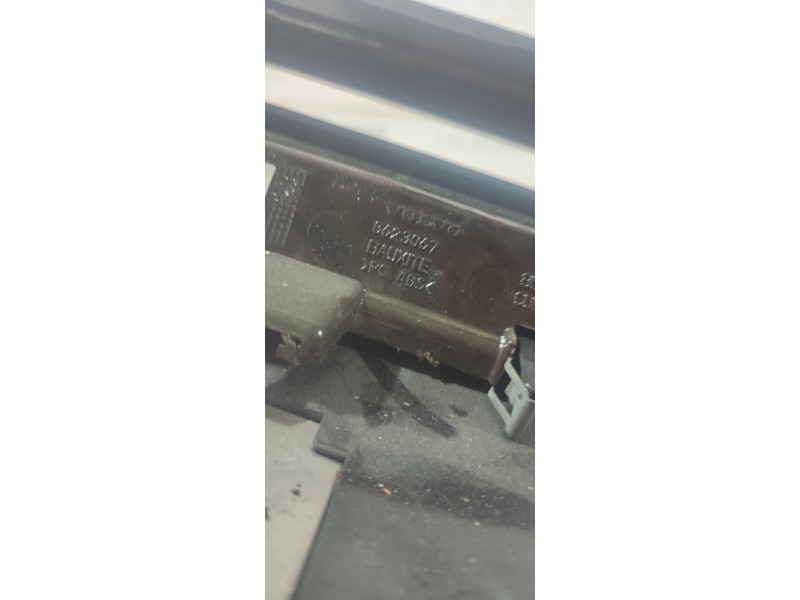 VOLVO
8623067
BAUXITE
>PC ABS<